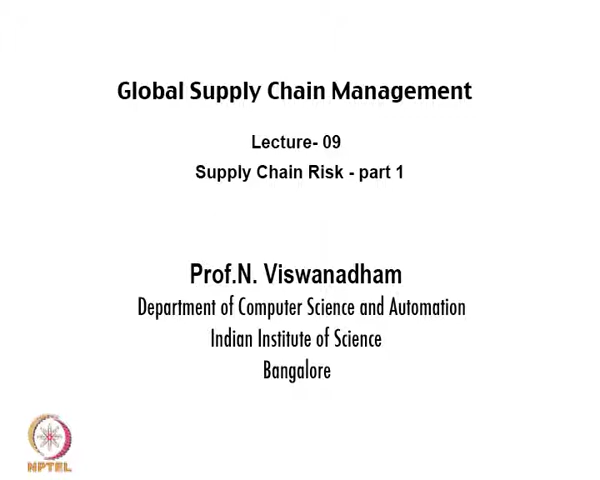 Global Supply Chain Management
Lecture- 09
Supply Chain Risk - part 1
Prof.N. Viswanadham
Department of Computer Science and Automation
Indian Institute of Science
Bangalore
NPTEL